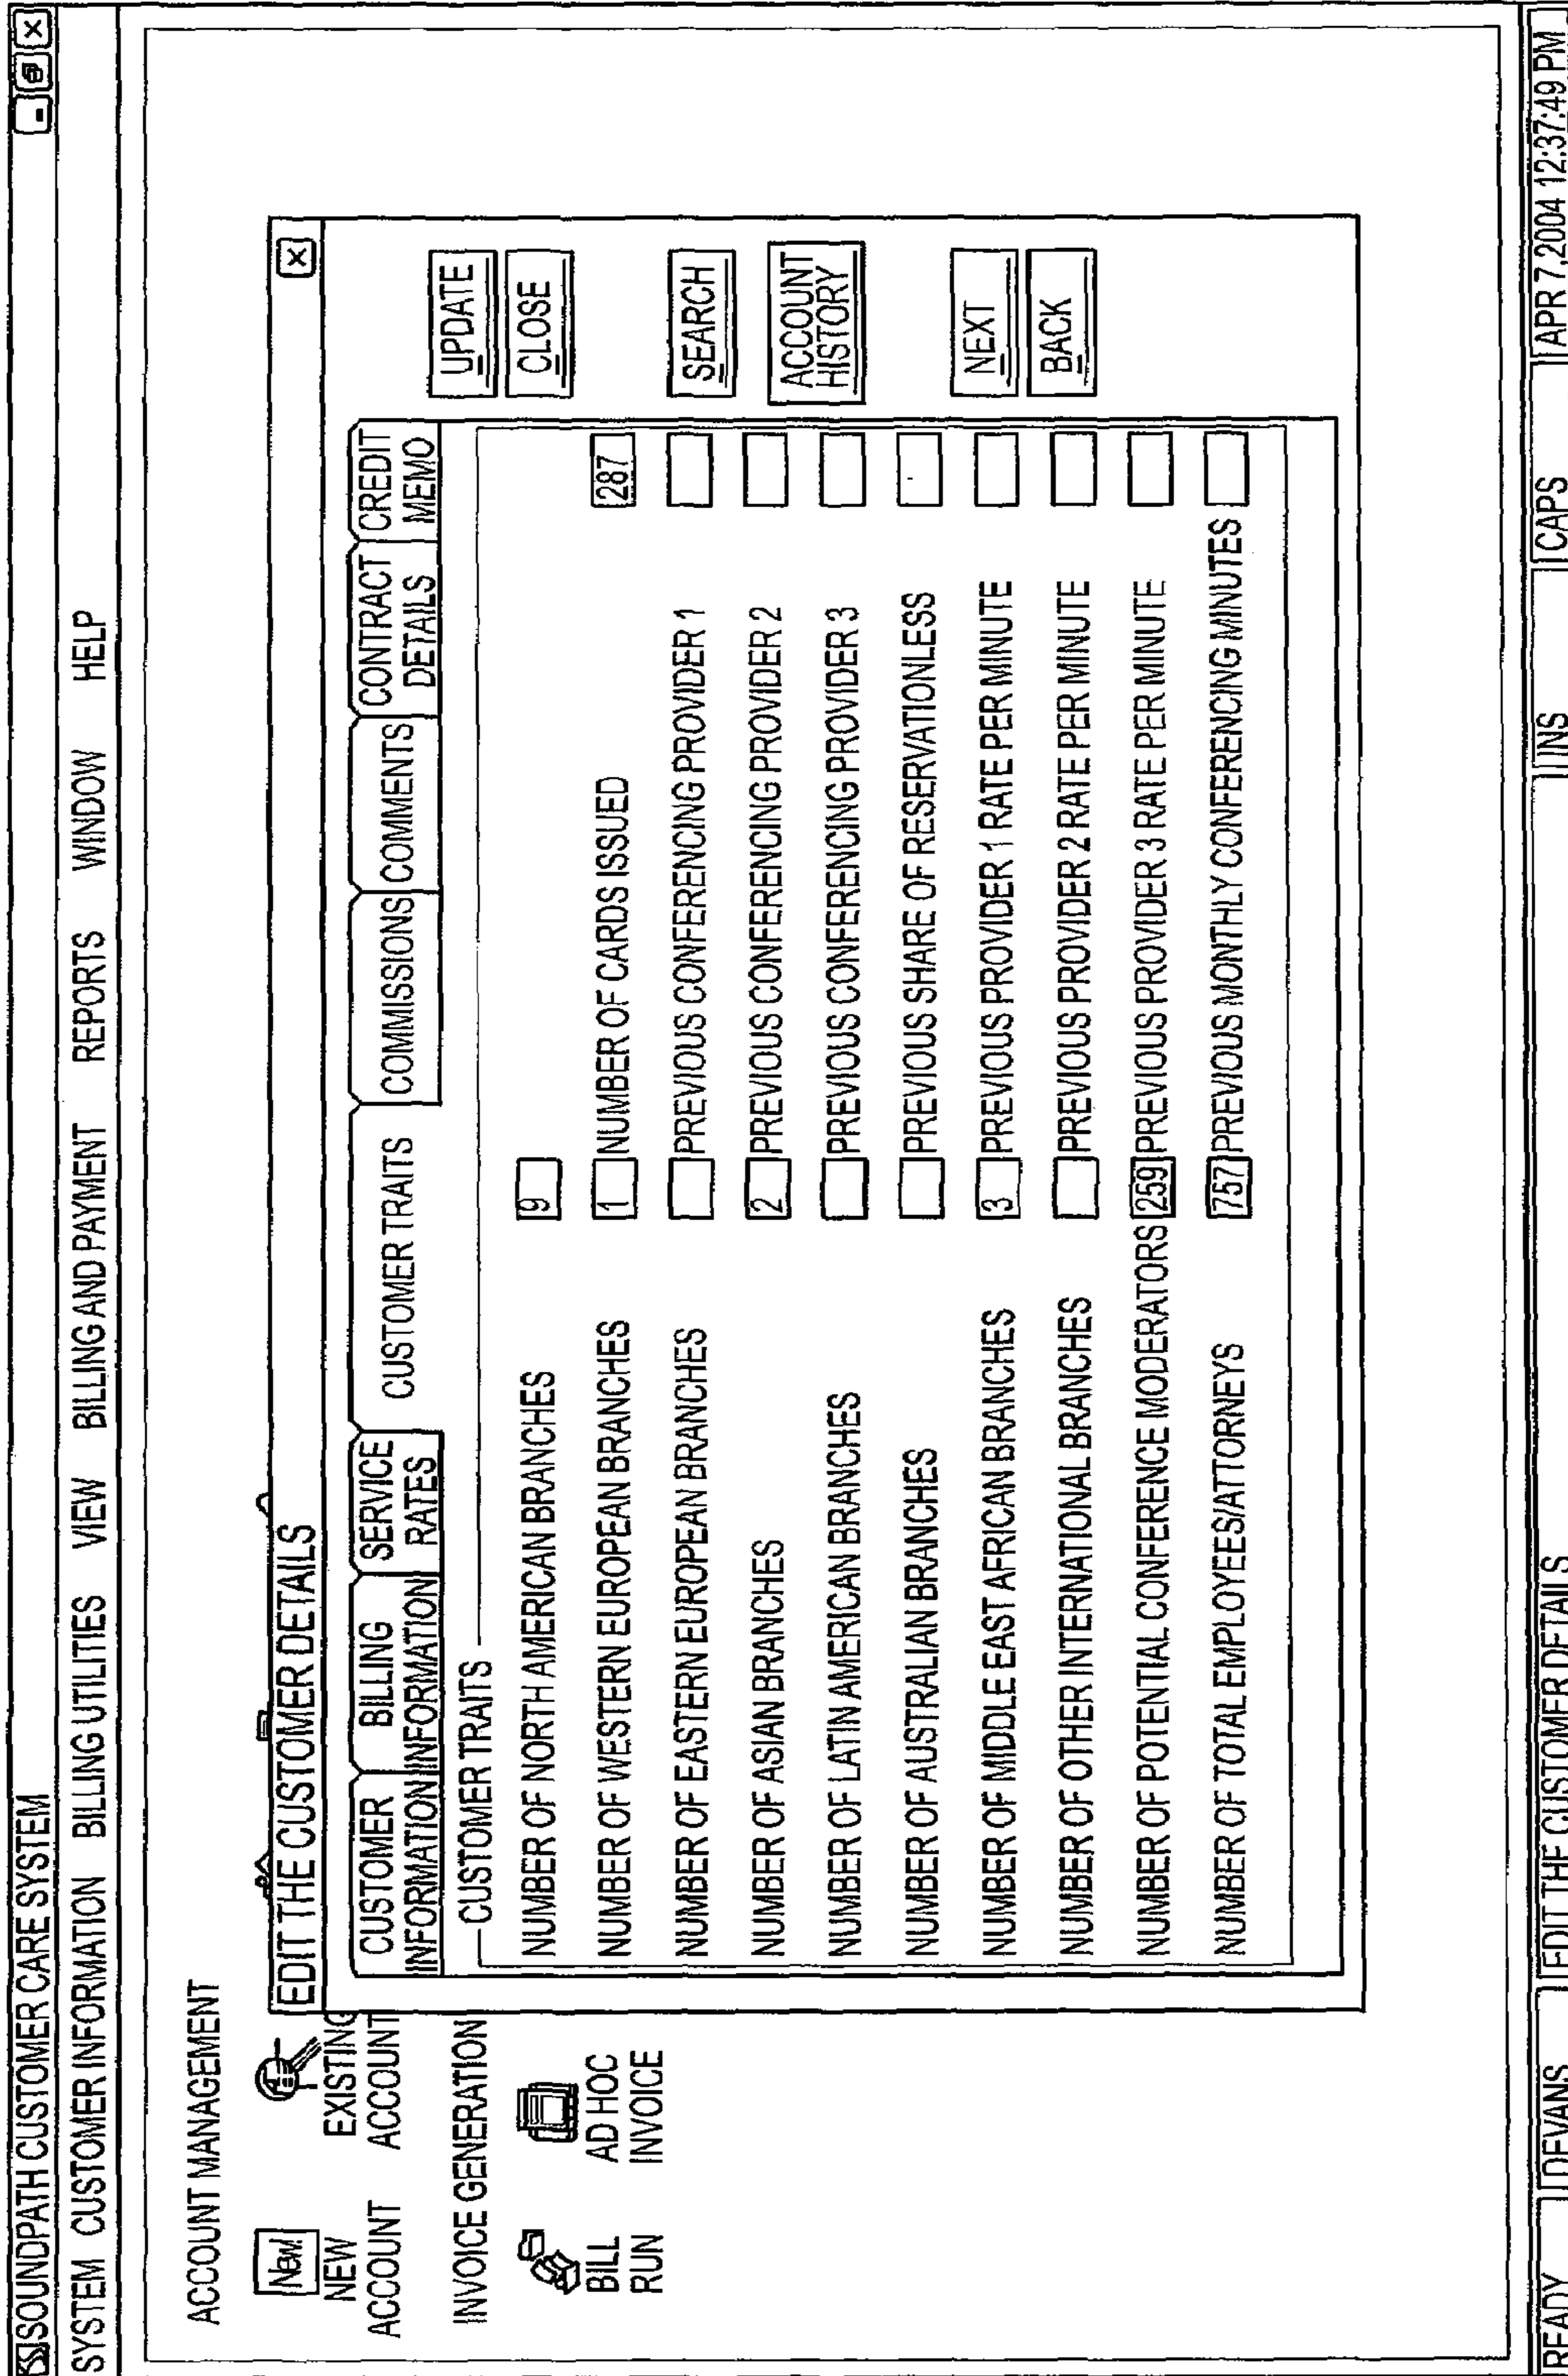 SOUNDPATH CUSTOMER CARE SYSTEM
SYSTEM CUSTOMER INFORMATION BILLING UTILITIES VIEW BILLING AND PAYMENT REPORTS WINDOW HELP
ACCOUNT MANAGEMENT
New!
NEW
ACCOUNT
EXISTING
ACCOUNT
INVOICE GENERATION
BILL
RUN
AD HOC
INVOICE
EDIT THE CUSTOMER DETAILS
CUSTOMER
INFORMATION
BILLING
INFORMATION
SERVICE
RATES
CUSTOMER TRAITS
COMMISSIONS
COMMENTS
CONTRACT
DETAILS
CREDIT
MEMO
CUSTOMER TRAITS
NUMBER OF NORTH AMERICAN BRANCHES 9
NUMBER OF WESTERN EUROPEAN BRANCHES 1 NUMBER OF CARDS ISSUED 287
NUMBER OF EASTERN EUROPEAN BRANCHES PREVIOUS CONFERENCING PROVIDER 1
NUMBER OF ASIAN BRANCHES 2 PREVIOUS CONFERENCING PROVIDER 2
NUMBER OF LATIN AMERICAN BRANCHES PREVIOUS CONFERENCING PROVIDER 3
NUMBER OF AUSTRALIAN BRANCHES PREVIOUS SHARE OF RESERVATIONLESS
NUMBER OF MIDDLE EAST AFRICAN BRANCHES 3 PREVIOUS PROVIDER 1 RATE PER MINUTE
NUMBER OF OTHER INTERNATIONAL BRANCHES PREVIOUS PROVIDER 2 RATE PER MINUTE
NUMBER OF POTENTIAL CONFERENCE MODERATORS 259 PREVIOUS PROVIDER 3 RATE PER MINUTE
NUMBER OF TOTAL EMPLOYEES/ATTORNEYS 757 PREVIOUS MONTHLY CONFERENCING MINUTES
UPDATE
CLOSE
SEARCH
ACCOUNT
HISTORY
NEXT
BACK
READY DEVANS EDIT THE CUSTOMER DETAILS INS CAPS APR 7,2004 12:37:49 PM